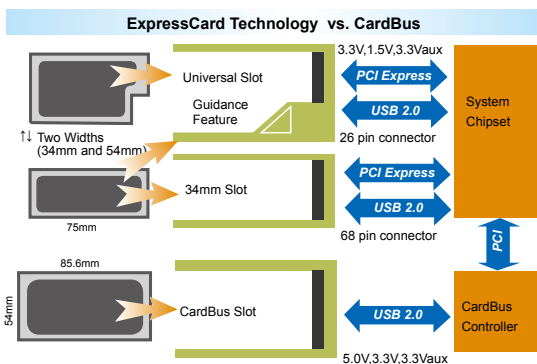 ExpressCard Technology vs. CardBus
3.3V,1.5V,3.3Vaux
Universal Slot
PCI Express
System
Chipset
Guidance
Feature
USB 2.0
↑↓ Two Widths
(34mm and 54mm)
26 pin connector
PCI Express
34mm Slot
USB 2.0
75mm
68 pin connector
PCI
85.6mm
54mm
CardBus Slot
USB 2.0
CardBus
Controller
5.0V,3.3V,3.3Vaux